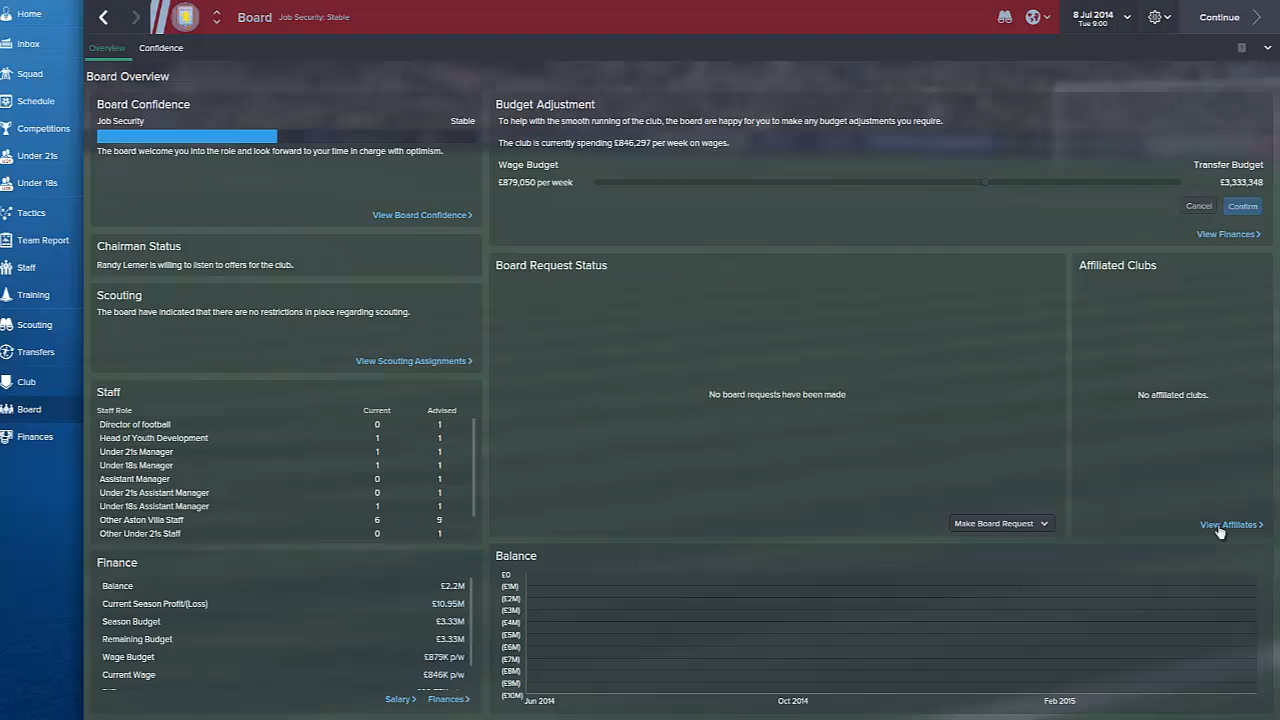 Home
Inbox
Squad
Schedule
Competitions
Under 21s
Under 18s
Tactics
Team Report
Staff
Training
Scouting
Transfers
Club
Board
Finances
Board Job Security: Stable
8 Jul 2014
Tue 9:00
Continue
Overview Confidence
Board Overview
Board Confidence
Job Security Stable
The board welcome you into the role and look forward to your time in charge with optimism.
View Board Confidence >
Chairman Status
Randy Lerner is willing to listen to offers for the club.
Scouting
The board have indicated that there are no restrictions in place regarding scouting.
View Scouting Assignments >
Staff
Staff Role Current Advised
Director of football 0 1
Head of Youth Development 1 1
Under 21s Manager 1 1
Under 18s Manager 1 1
Assistant Manager 0 1
Under 21s Assistant Manager 0 1
Under 18s Assistant Manager 1 1
Other Aston Villa Staff 6 9
Other Under 21s Staff 0 1
Finance
Balance £2.2M
Current Season Profit/(Loss) £10.95M
Season Budget £3.33M
Remaining Budget £3.33M
Wage Budget £879K p/w
Current Wage £846K p/w
Salary > Finances >
Budget Adjustment
To help with the smooth running of the club, the board are happy for you to make any budget adjustments you require.
The club is currently spending £846,297 per week on wages.
Wage Budget Transfer Budget
£879,050 per week £3,333,348
Cancel Confirm
View Finances >
Board Request Status
No board requests have been made
Make Board Request
Affiliated Clubs
No affiliated clubs.
View Affiliates >
Balance
£0
(£1M)
(£2M)
(£3M)
(£4M)
(£5M)
(£6M)
(£7M)
(£8M)
(£9M)
(£10M)
Jun 2014 Oct 2014 Feb 2015